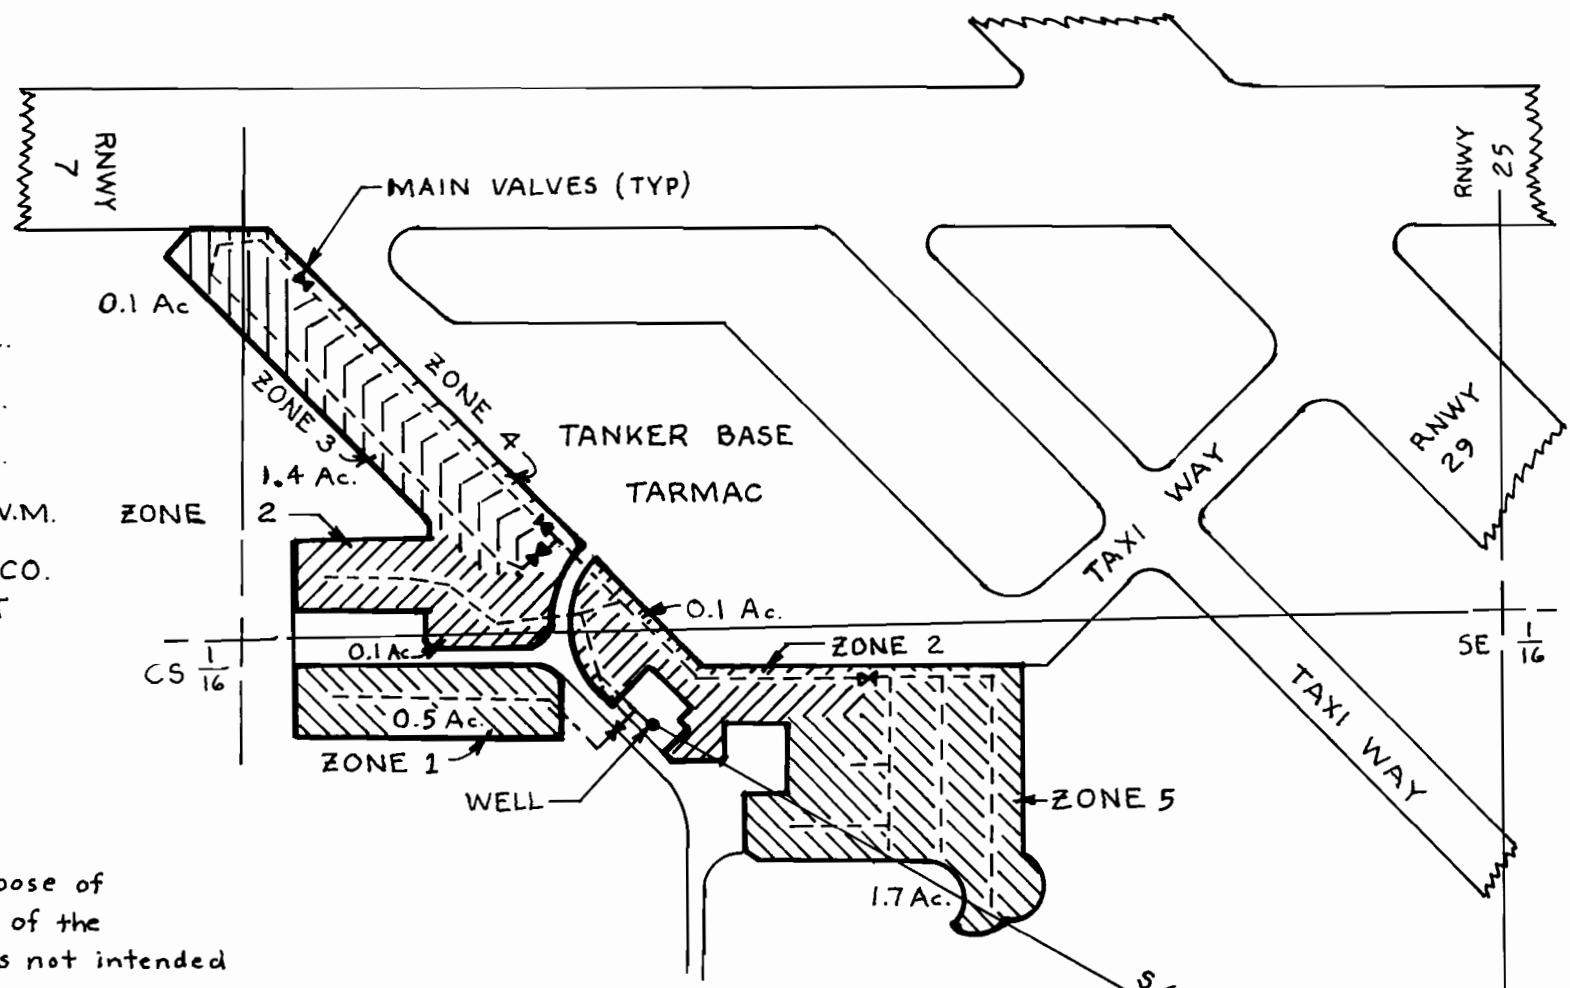 RNWY
7
RNWY
25
MAIN VALVES (TYP)
0.1 Ac
ZONE 4
ZONE 3
1.4 Ac.
TANKER BASE
TARMAC
RNWY
29
TAXI WAY
W.M.
ZONE 2
CO.
T
0.1 Ac.
0.1 Ac.
ZONE 2
CS 1/16
SE 1/16
TAXI WAY
0.5 Ac.
ZONE 1
WELL
ZONE 5
1.7 Ac.
pose of
of the
s not intended
S